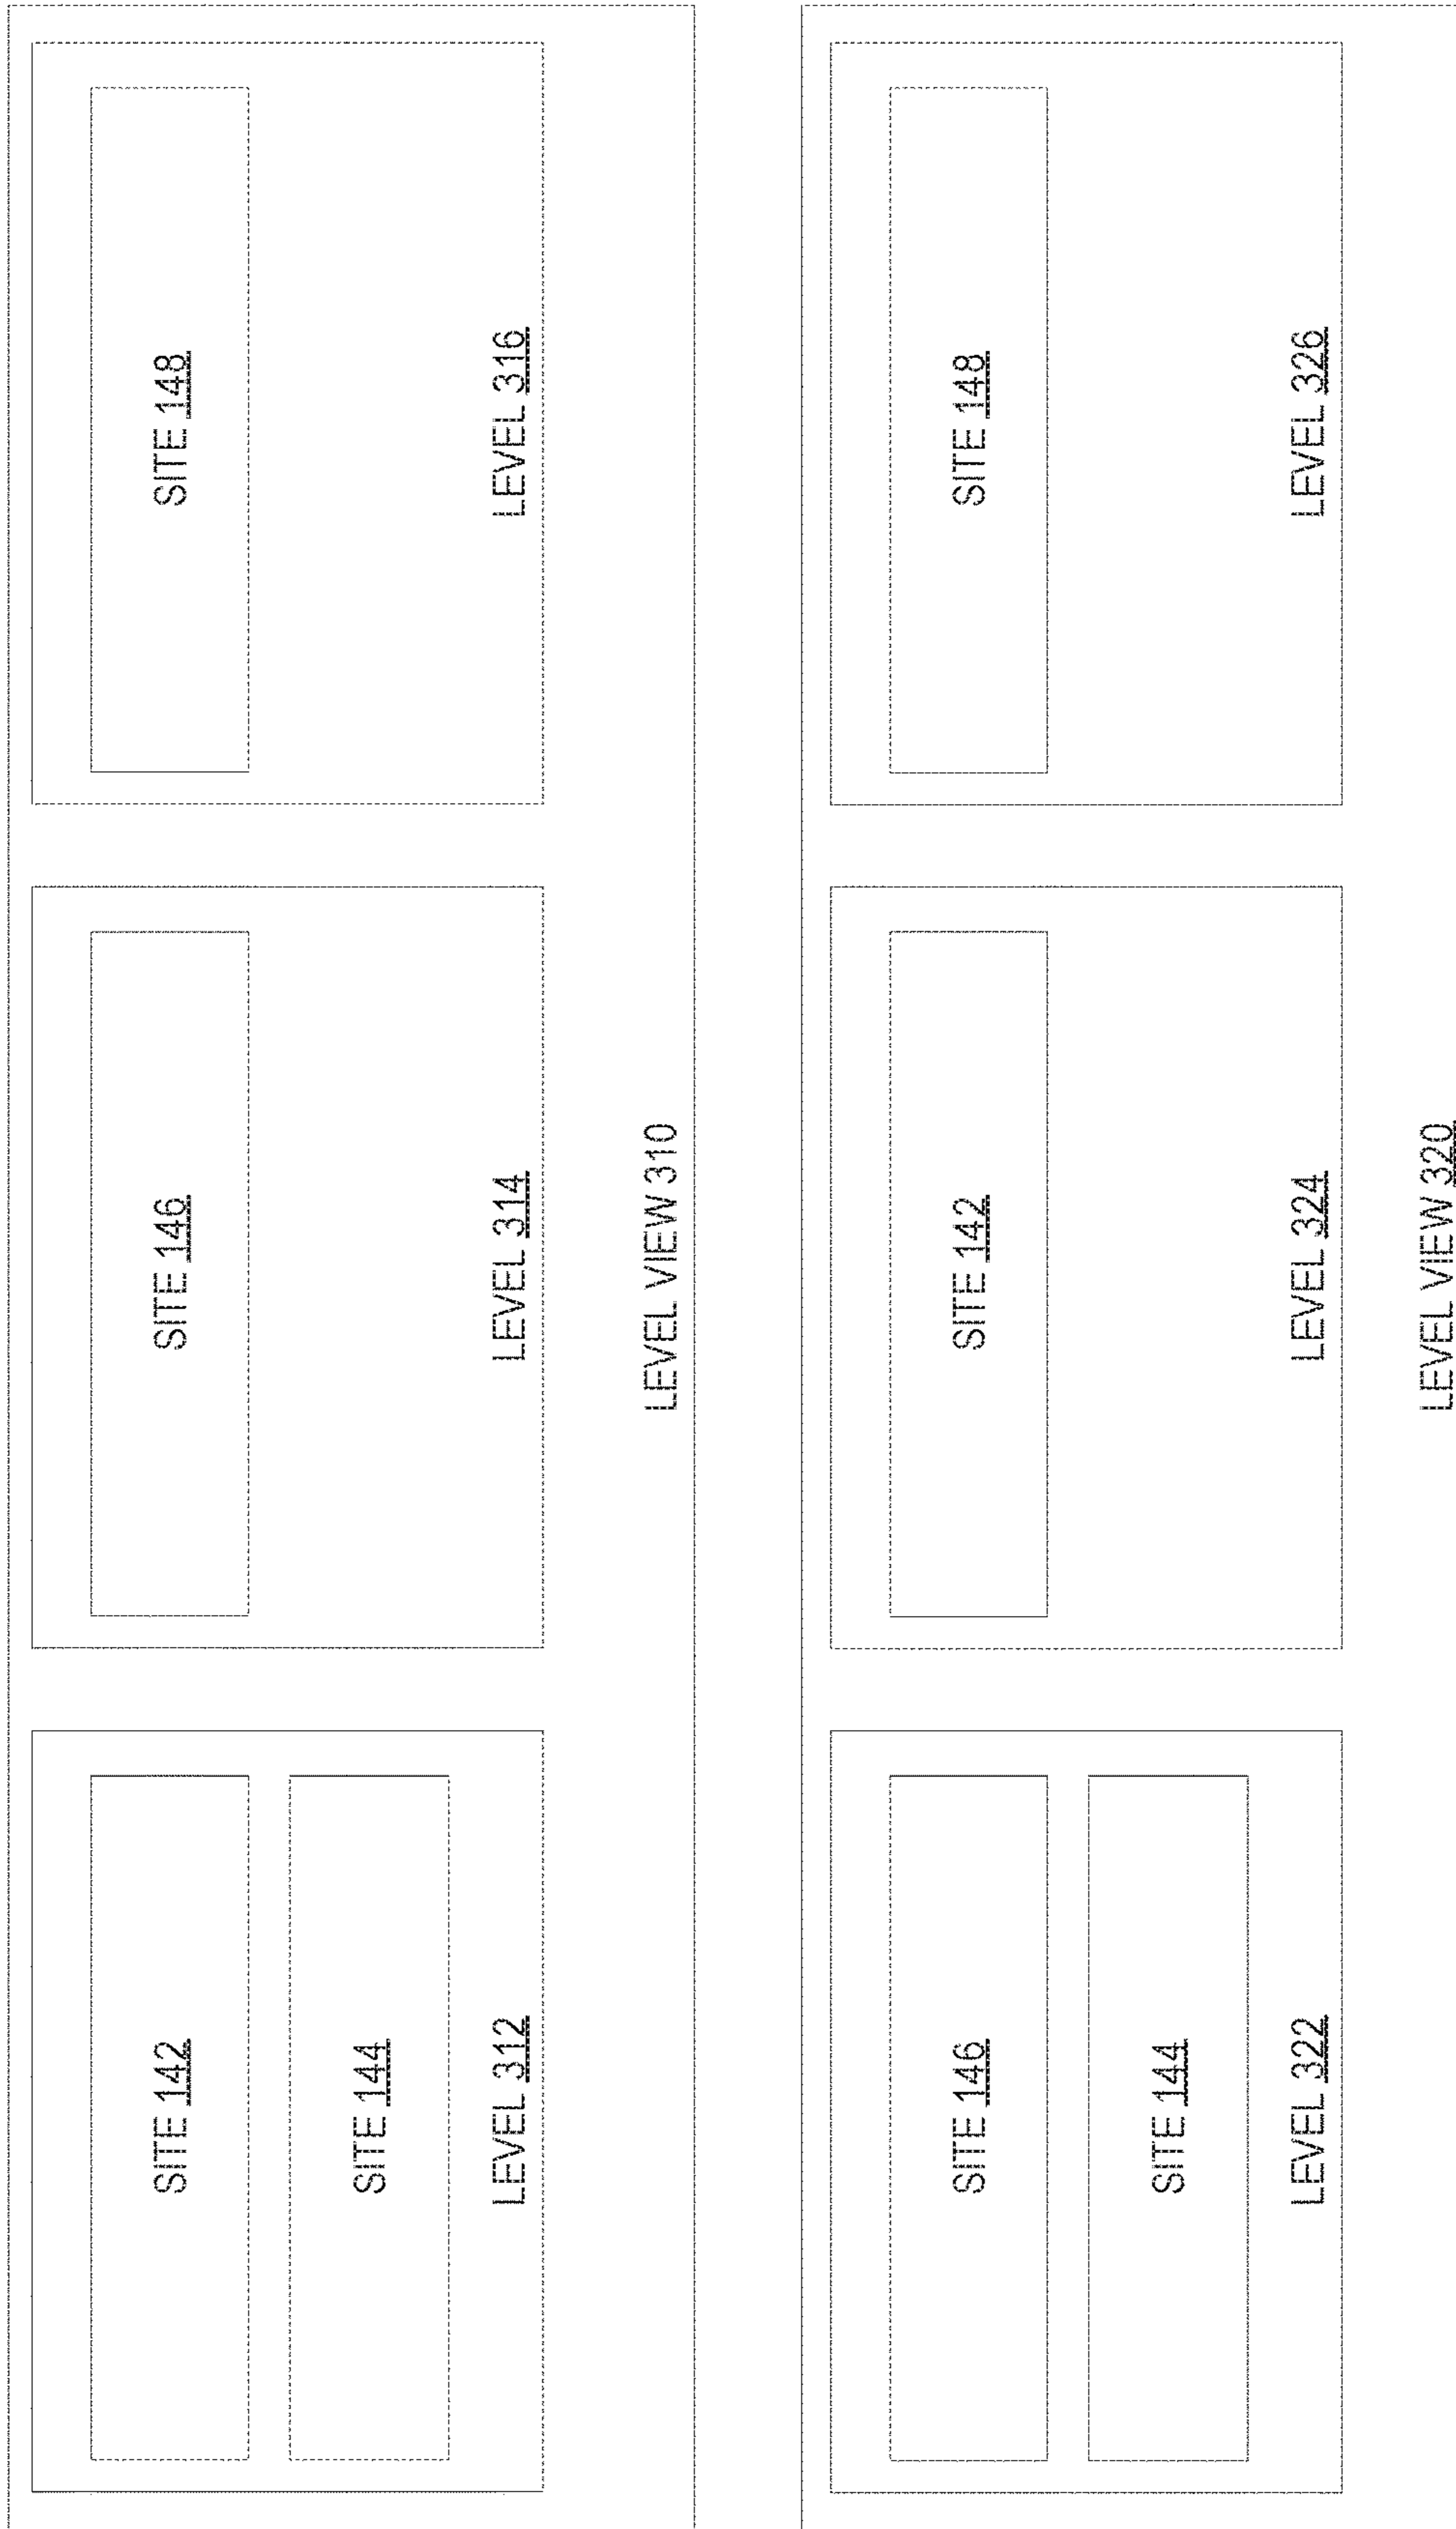 SITE 142
SITE 144
LEVEL 312
SITE 146
LEVEL 314
SITE 148
LEVEL 316
LEVEL VIEW 310
SITE 146
SITE 144
LEVEL 322
SITE 142
LEVEL 324
SITE 148
LEVEL 326
LEVEL VIEW 320